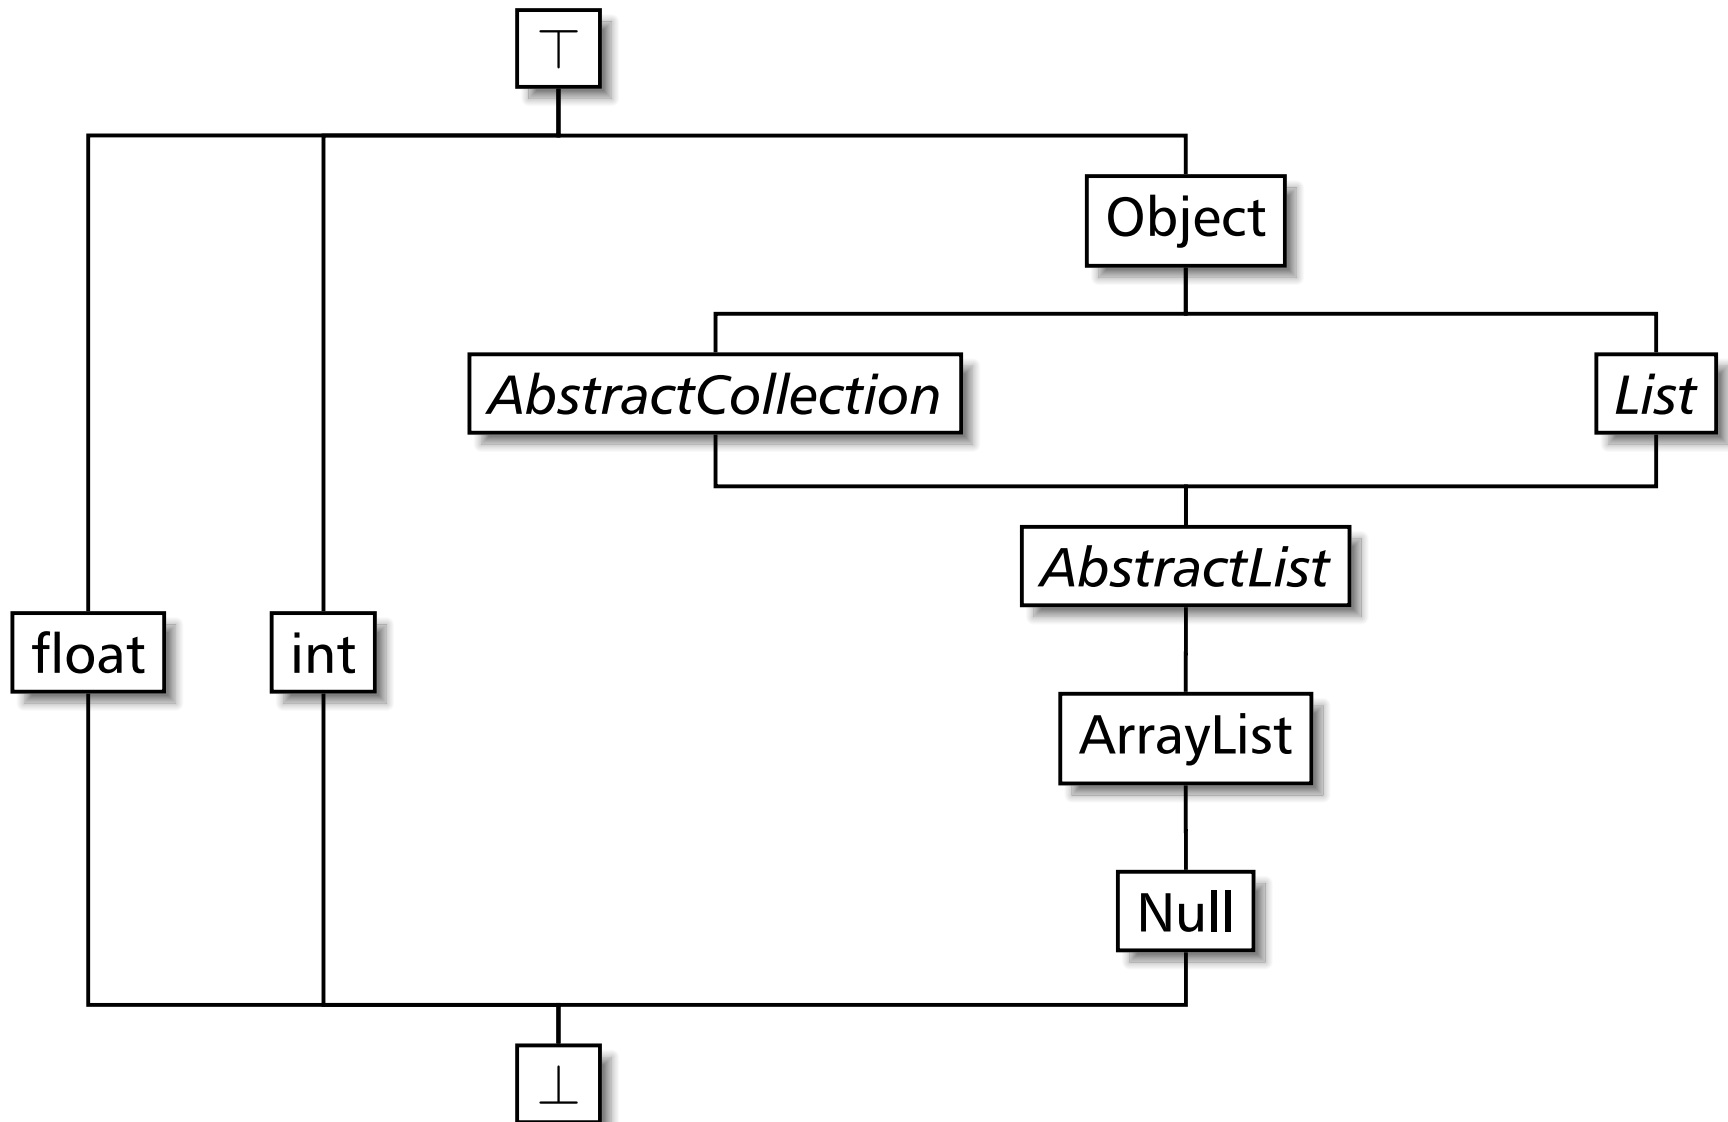 ⊤
Object
AbstractCollection
List
AbstractList
float
int
ArrayList
Null
⊥